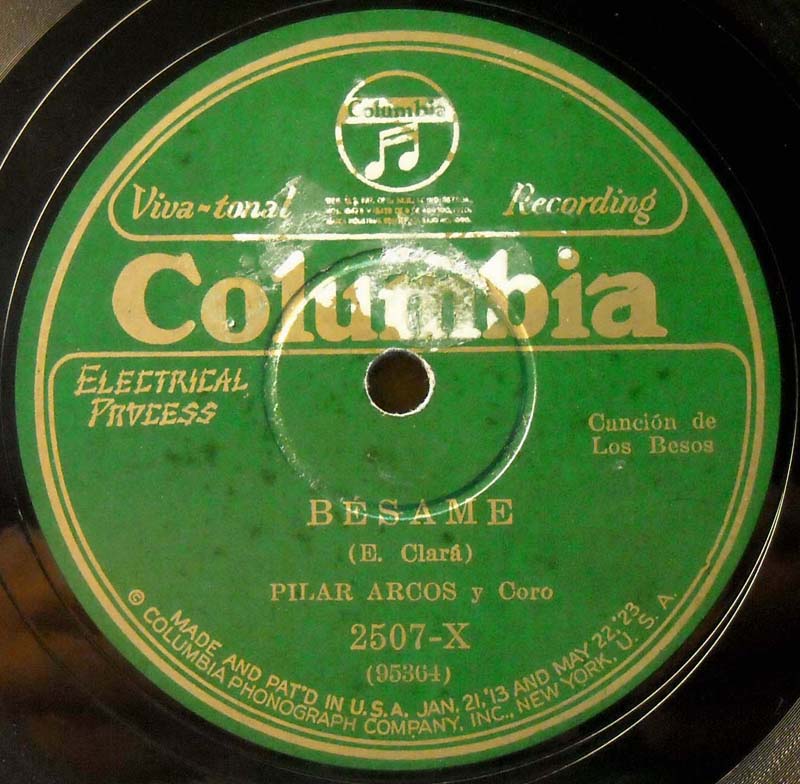 Columbia
Viva-tonal Recording
Columbia
ELECTRICAL
PROCESS
Canción de
Los Besos
BÉSAME
(E. Clará)
PILAR ARCOS y Coro
2507-X
(95364)
MADE AND PAT'D IN U.S.A. JAN. 21,'13 AND MAY 22,'23.
© COLUMBIA PHONOGRAPH COMPANY, INC., NEW YORK, U. S. A.